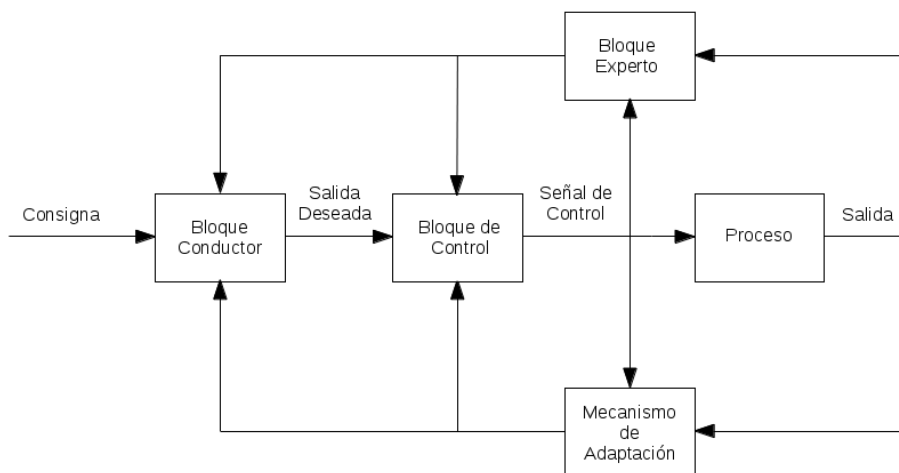 Bloque
Experto
Consigna
Bloque
Conductor
Salida
Deseada
Bloque de
Control
Señal de
Control
Proceso
Salida
Mecanismo
de
Adaptación